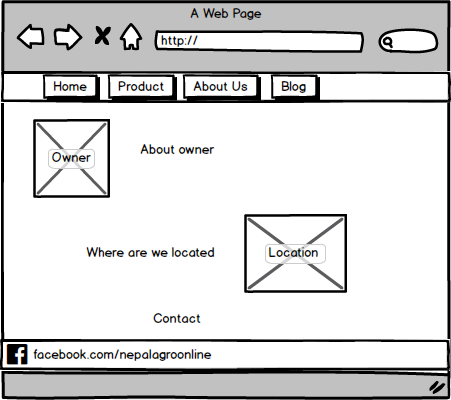 A Web Page
http://
Home Product About Us Blog
Owner About owner
Where are we located Location
Contact
facebook.com/nepalagroonline